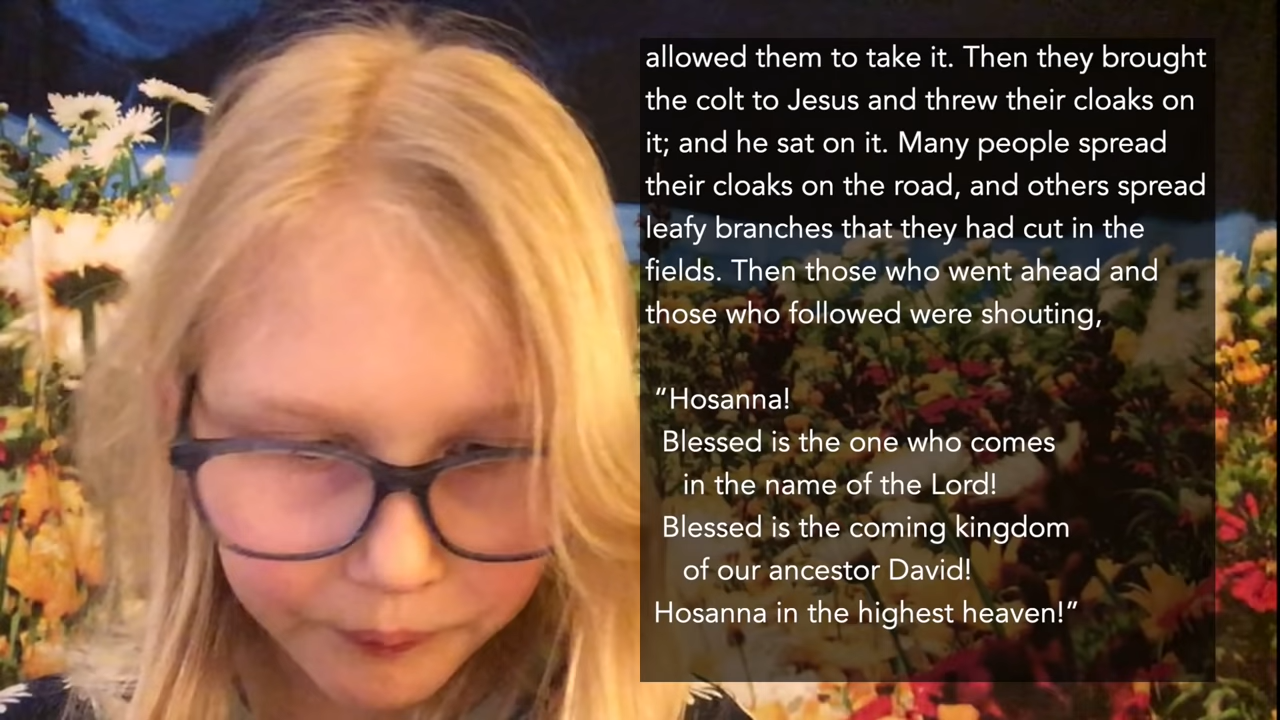 allowed them to take it. Then they brought
the colt to Jesus and threw their cloaks on
it; and he sat on it. Many people spread
their cloaks on the road, and others spread
leafy branches that they had cut in the
fields. Then those who went ahead and
those who followed were shouting,
“Hosanna!
Blessed is the one who comes
in the name of the Lord!
Blessed is the coming kingdom
of our ancestor David!
Hosanna in the highest heaven!”